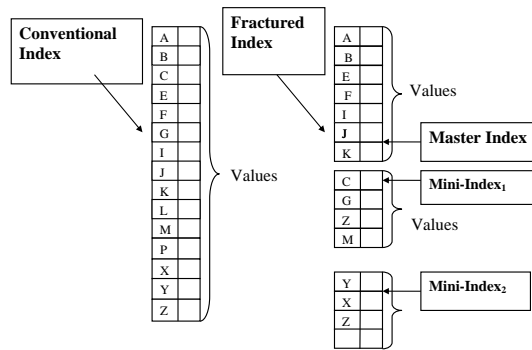 Conventional
Index
A
B
C
E
F
G
I
J
K
L
M
P
X
Y
Z
Values
Fractured
Index
A
B
E
F
I
J
K
Values
Master Index
C
G
Z
M
Mini-Index1
Values
Y
X
Z
Mini-Index2